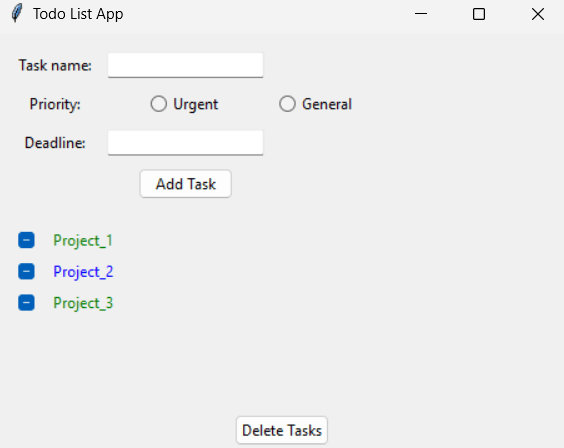 Todo List App
Task name:
Priority: Urgent General
Deadline:
Add Task
Project_1
Project_2
Project_3
Delete Tasks